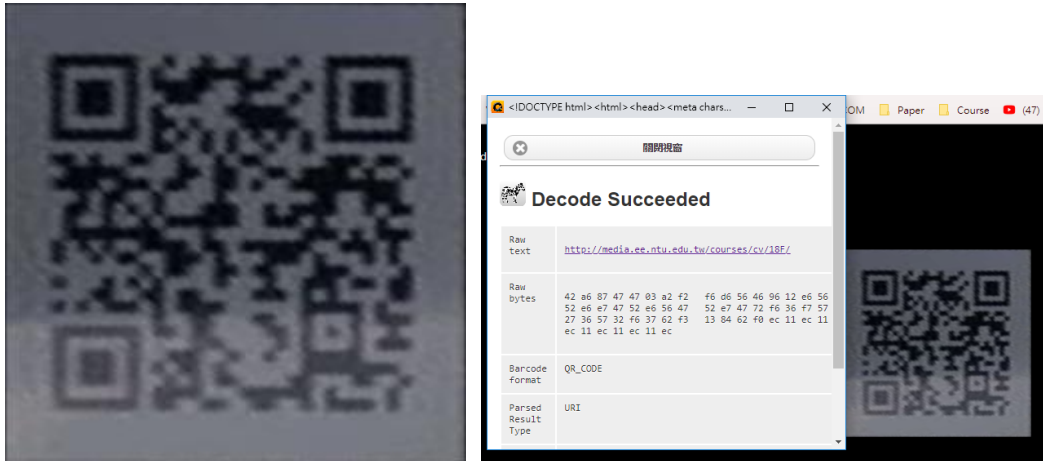 <!DOCTYPE html><html><head><meta chars...
OM
Paper
Course
(47)
d
關閉視窗
Decode Succeeded
Raw text
http://media.ee.ntu.edu.tw/courses/cv/18F/
Raw bytes
42 a6 87 47 47 03 a2 f2 f6 d6 56 46 96 12 e6 56
52 e6 e7 47 52 e6 56 47 52 e7 47 72 f6 36 f7 57
27 36 57 32 f6 37 62 f3 13 84 62 f0 ec 11 ec 11
ec 11 ec 11 ec 11 ec
Barcode format
QR_CODE
Parsed Result Type
URI